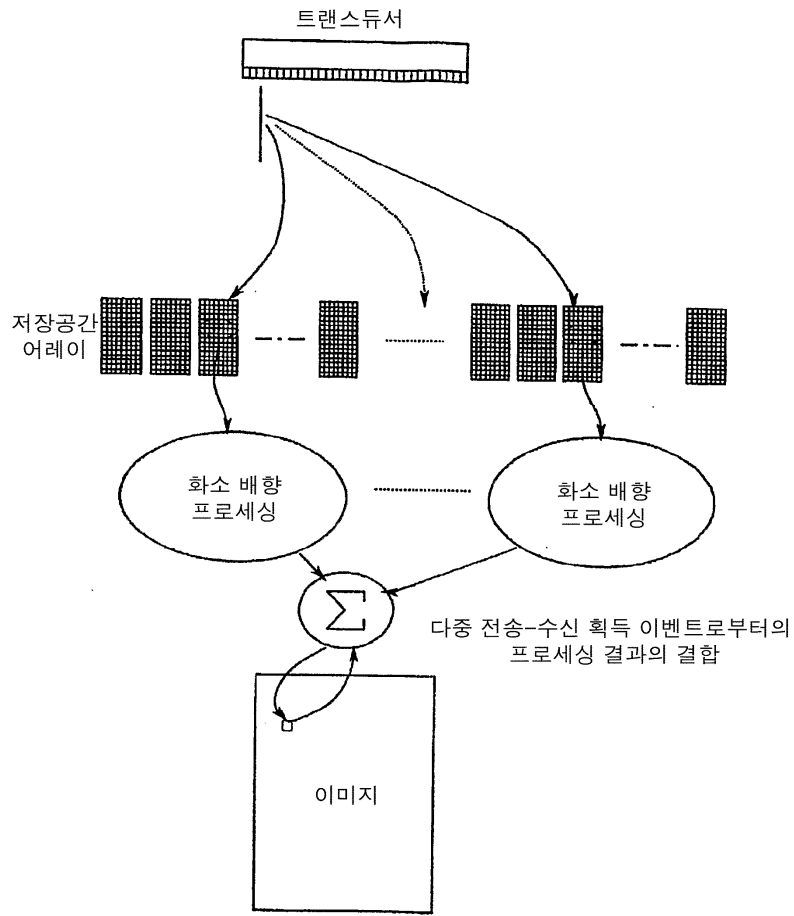 트랜스듀서
저장공간
어레이
화소 배향
프로세싱
화소 배향
프로세싱
Σ
다중 전송-수신 획득 이벤트로부터의
프로세싱 결과의 결합
이미지